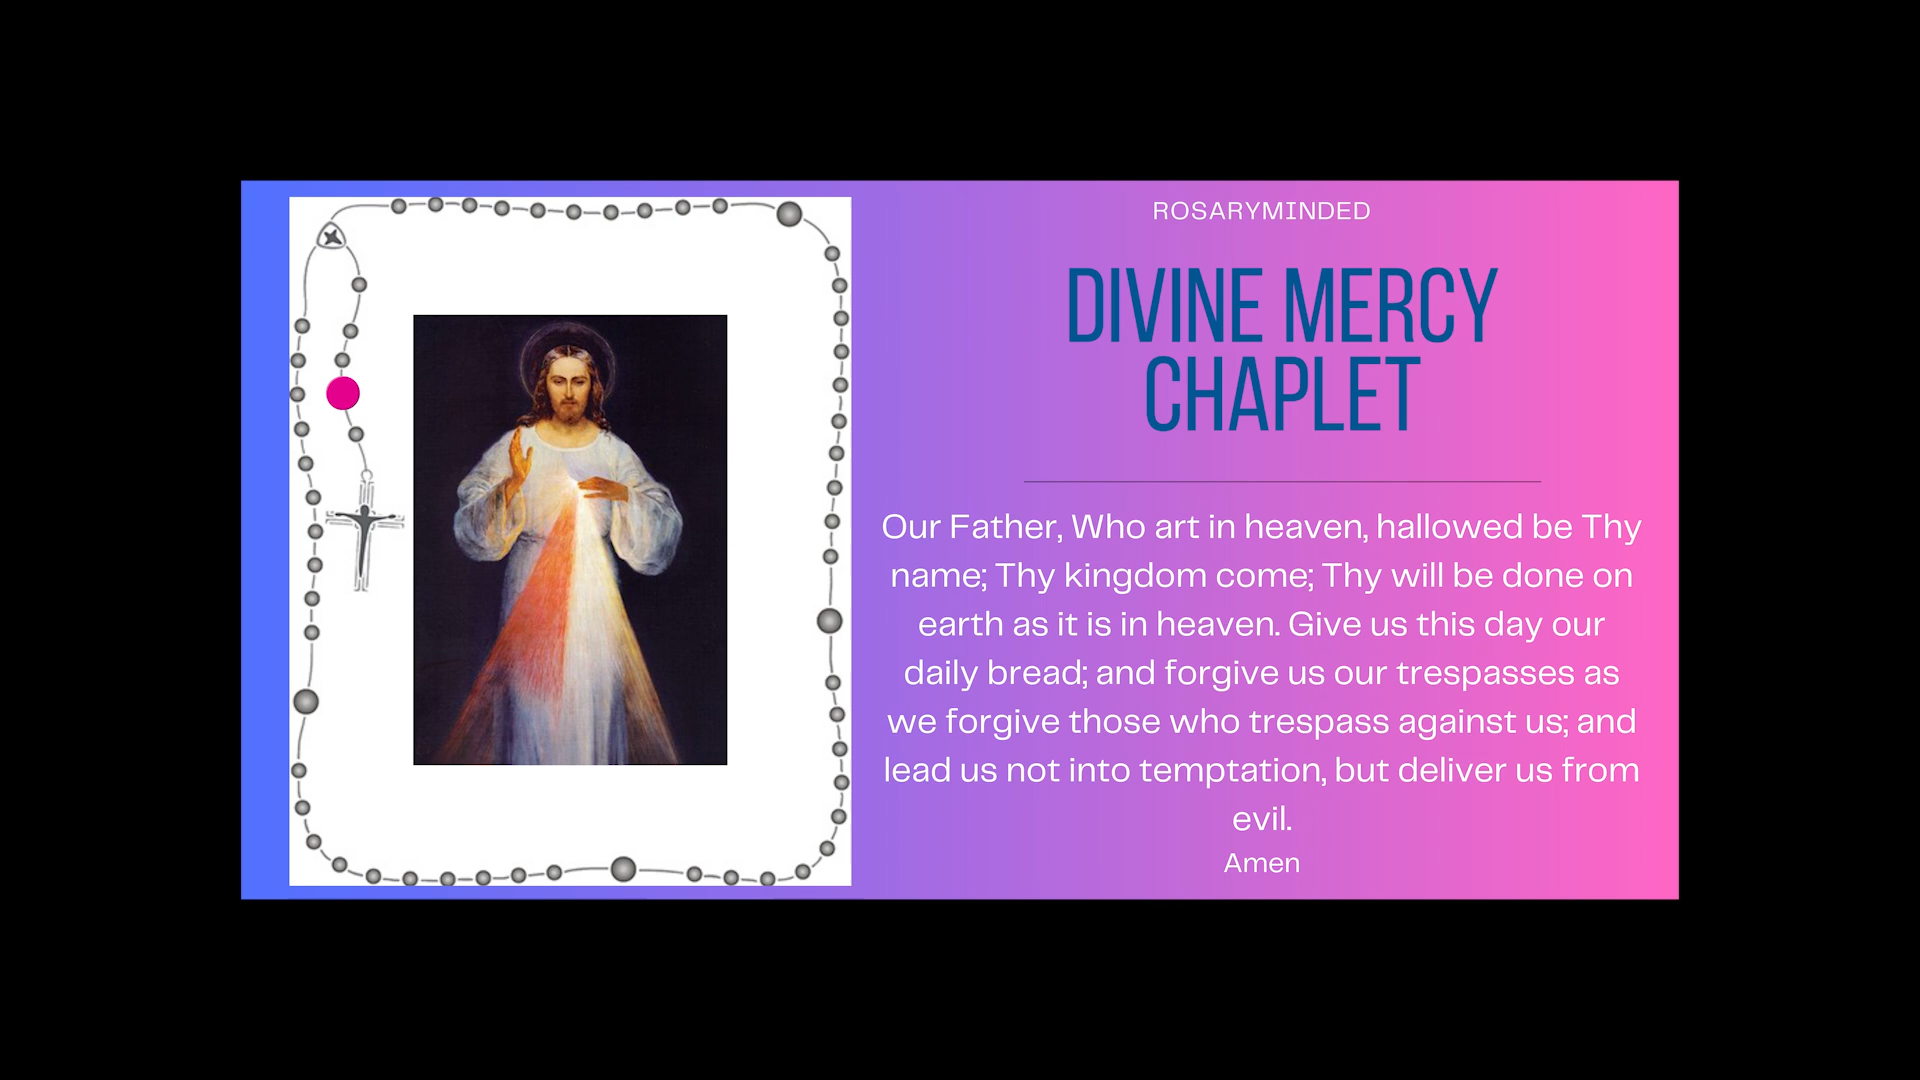 ROSARYMINDED
DIVINE MERCY
CHAPLET
Our Father, Who art in heaven, hallowed be Thy
name; Thy kingdom come; Thy will be done on
earth as it is in heaven. Give us this day our
daily bread; and forgive us our trespasses as
we forgive those who trespass against us; and
lead us not into temptation, but deliver us from
evil.
Amen